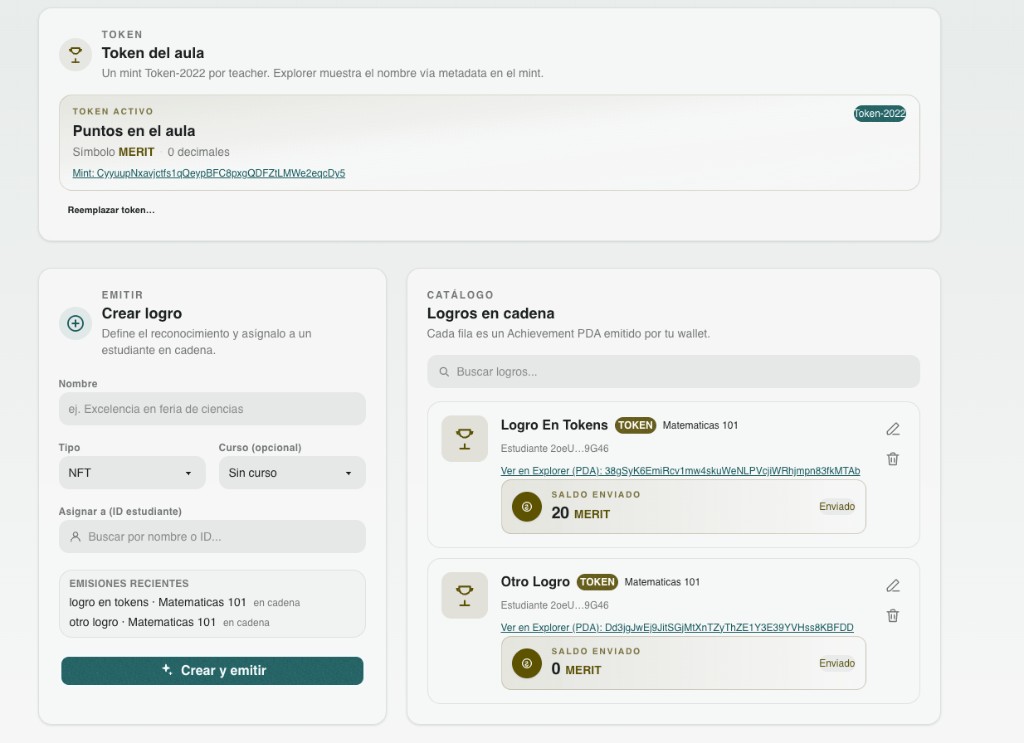 TOKEN
Token del aula
Un mint Token-2022 por teacher. Explorer muestra el nombre vía metadata en el mint.
TOKEN ACTIVO
Token-2022
Puntos en el aula
Símbolo MERIT · 0 decimales
Mint: CyyuupNxavjctfs1qQeypBFC8pxgQDFZtLMWe2eqcDy5
Reemplazar token...
EMITIR
Crear logro
Define el reconocimiento y asígnalo a un
estudiante en cadena.
Nombre
ej. Excelencia en feria de ciencias
Tipo
Curso (opcional)
NFT
Sin curso
Asignar a (ID estudiante)
Buscar por nombre o ID...
EMISIONES RECIENTES
logro en tokens · Matematicas 101 en cadena
otro logro · Matematicas 101 en cadena
Crear y emitir
CATÁLOGO
Logros en cadena
Cada fila es un Achievement PDA emitido por tu wallet.
Buscar logros...
Logro En Tokens TOKEN Matematicas 101
Estudiante 2oeU…9G46
Ver en Explorer (PDA): 38gSyK6EmiRcv1mw4skuWeNLPVcjiWRhjmpn83fkMTAb
SALDO ENVIADO
20 MERIT
Enviado
Otro Logro TOKEN Matematicas 101
Estudiante 2oeU…9G46
Ver en Explorer (PDA): Dd3jgJwEj9JitSGjMtXnTZyThZE1Y3E39YVHss8KBFDD
SALDO ENVIADO
0 MERIT
Enviado